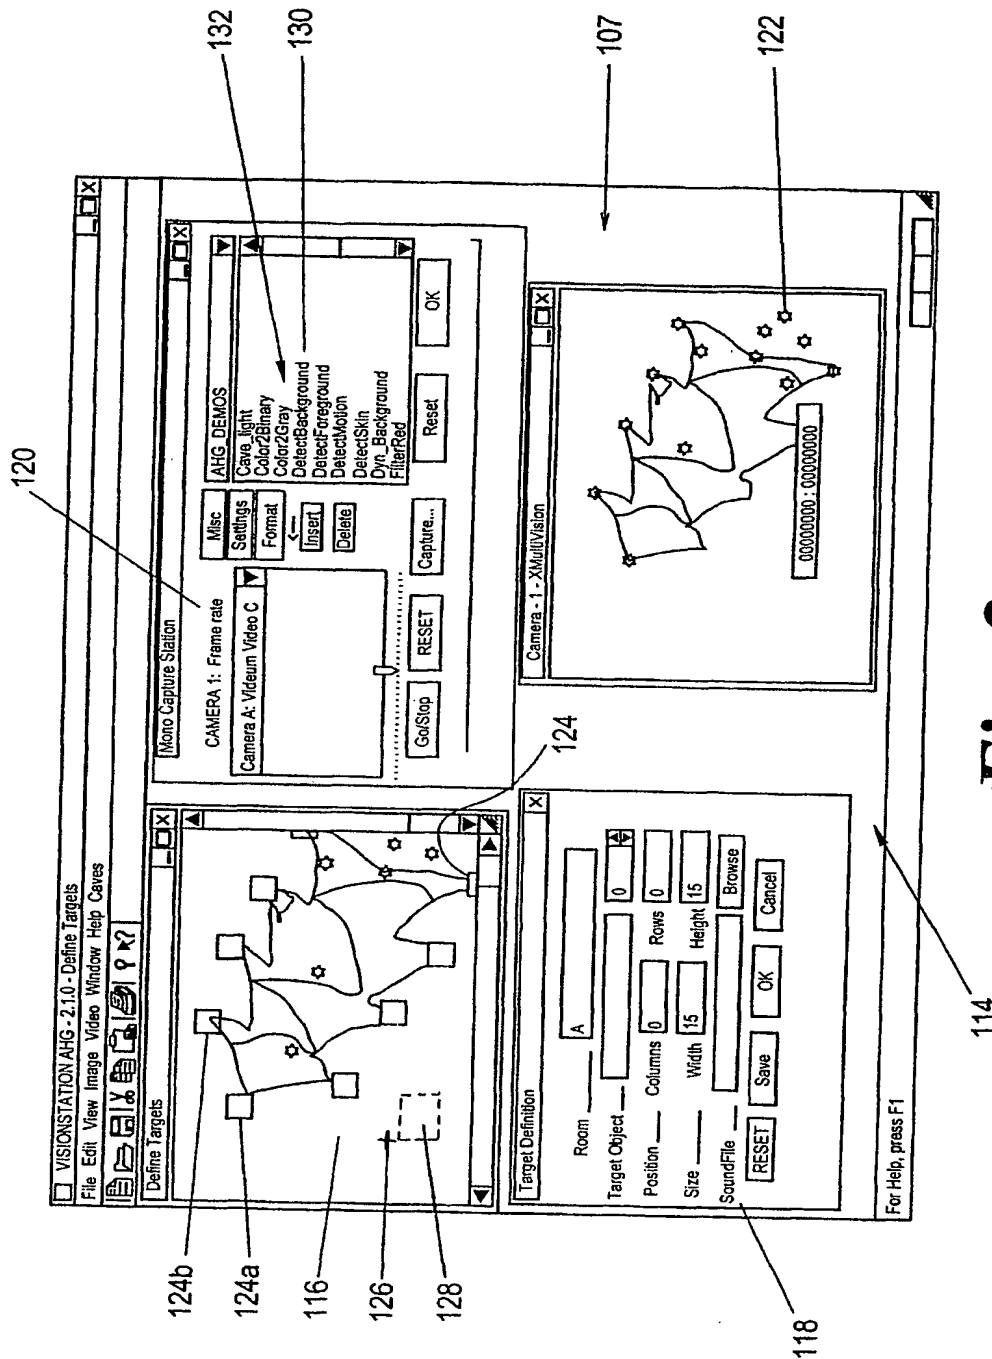 VISIONSTATION AHG - 2.1.0 - Define Targets
File Edit View Image Video Window Help Caves
Define Targets
124b
124a
116
126
128
124
Mono Capture Station
120
CAMERA 1: Frame rate
Camera A: Videum Video C
Misc
Settings
Format
Insert
Delete
AHG_DEMOS
Cave_light
Color2Binary
Color2Gray
DetectBackground
DetectForeground
DetectMotion
DetectSkin
Dyn_Background
FilterRed
Go/Stop
RESET
Capture...
Reset
OK
132
130
Target Definition
Room
A
Target Object
0
Position
Columns
0
Rows
0
Size
Width
15
Height
15
SoundFile
Browse
RESET
Save
OK
Cancel
118
114
Camera - 1 - XMultiVision
00000000 : 00000000
107
122
For Help, press F1